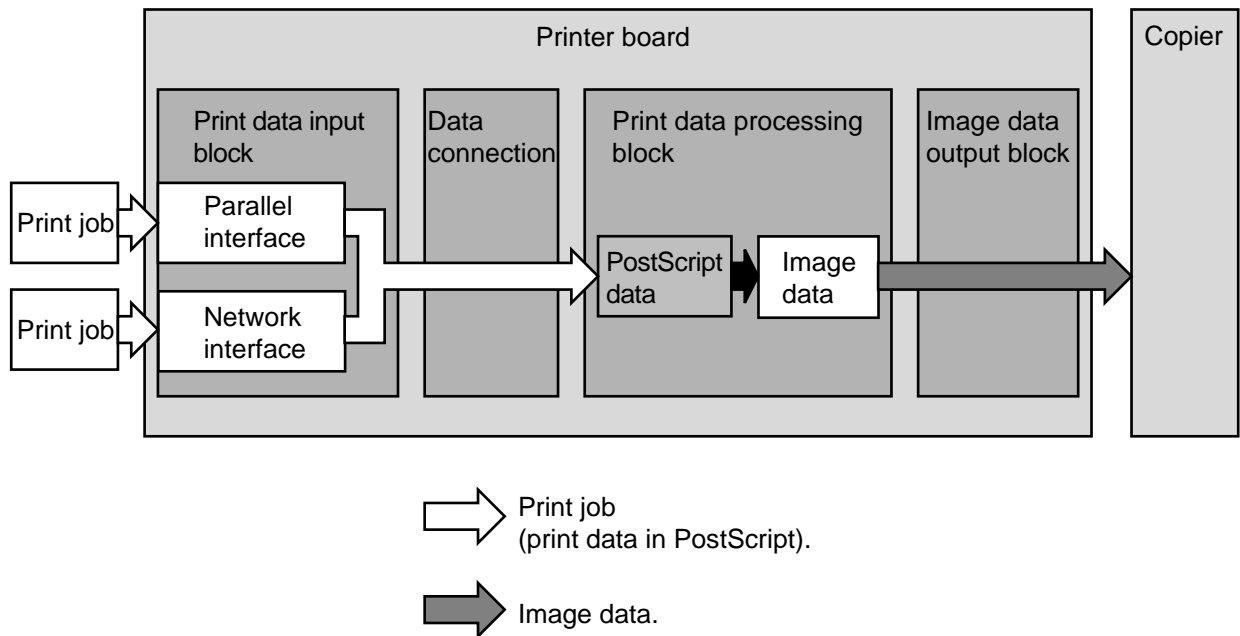 Printer board
Copier
Print data input
block
Data
connection
Print data processing
block
Image data
output block
Print job
Parallel
interface
PostScript
data
Image
data
Print job
Network
interface
Print job
(print data in PostScript).
Image data.